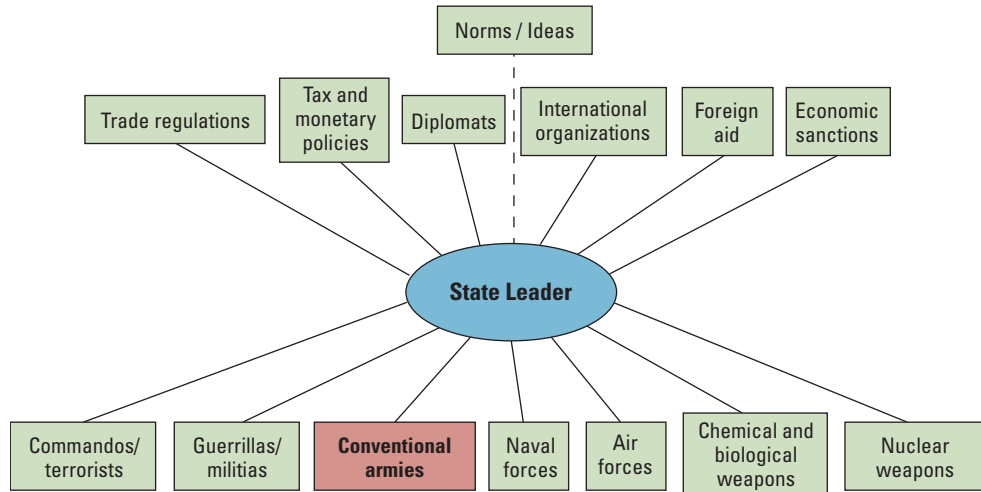 Norms / Ideas
Trade regulations
Tax and
monetary
policies
Diplomats
International
organizations
Foreign
aid
Economic
sanctions
State Leader
Commandos/
terrorists
Guerrillas/
militias
Conventional
armies
Naval
forces
Air
forces
Chemical and
biological
weapons
Nuclear
weapons